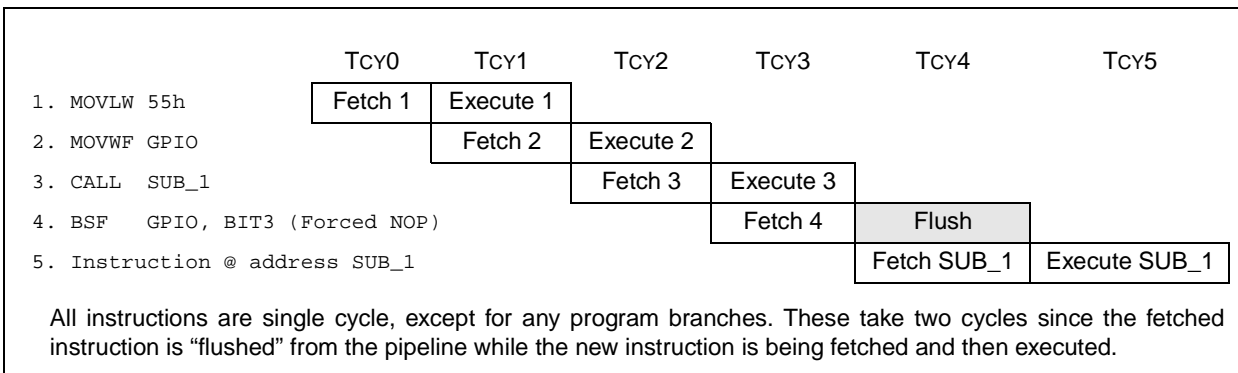 Tcy0 Tcy1 Tcy2 Tcy3 Tcy4 Tcy5
1. MOVLW 55h Fetch 1 Execute 1
2. MOVWF GPIO Fetch 2 Execute 2
3. CALL SUB_1 Fetch 3 Execute 3
4. BSF GPIO, BIT3 (Forced NOP) Fetch 4 Flush
5. Instruction @ address SUB_1 Fetch SUB_1 Execute SUB_1
All instructions are single cycle, except for any program branches. These take two cycles since the fetched
instruction is “flushed” from the pipeline while the new instruction is being fetched and then executed.